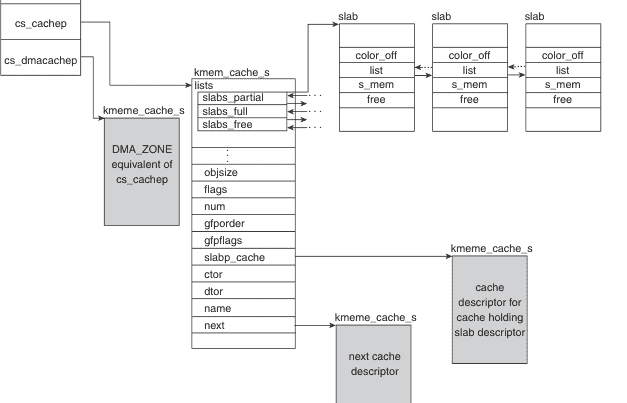 cs_cachep
cs_dmacachep
kmeme_cache_s
DMA_ZONE
equivalent of
cs_cachep
kmem_cache_s
lists
slabs_partial
slabs_full
slabs_free
objsize
flags
num
gfporder
gfpflags
slabp_cache
ctor
dtor
name
next
slab
color_off
list
s_mem
free
slab
color_off
list
s_mem
free
slab
color_off
list
s_mem
free
kmeme_cache_s
cache
descriptor for
cache holding
slab descriptor
kmeme_cache_s
next cache
descriptor